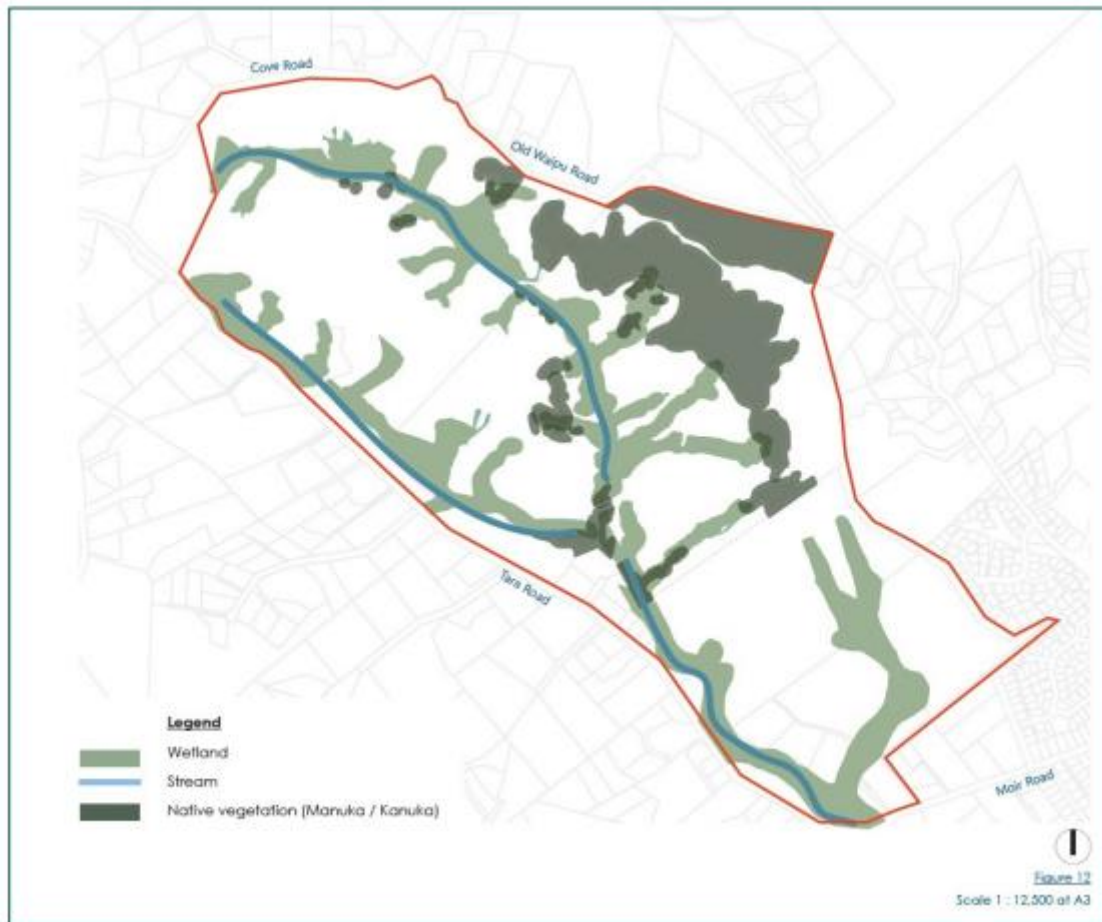 Cove Road
Old Waipu Road
Tara Road
Moir Road
Legend
Wetland
Stream
Native vegetation (Manuka / Kanuka)
Figure 12
Scale 1 : 12,500 at A3